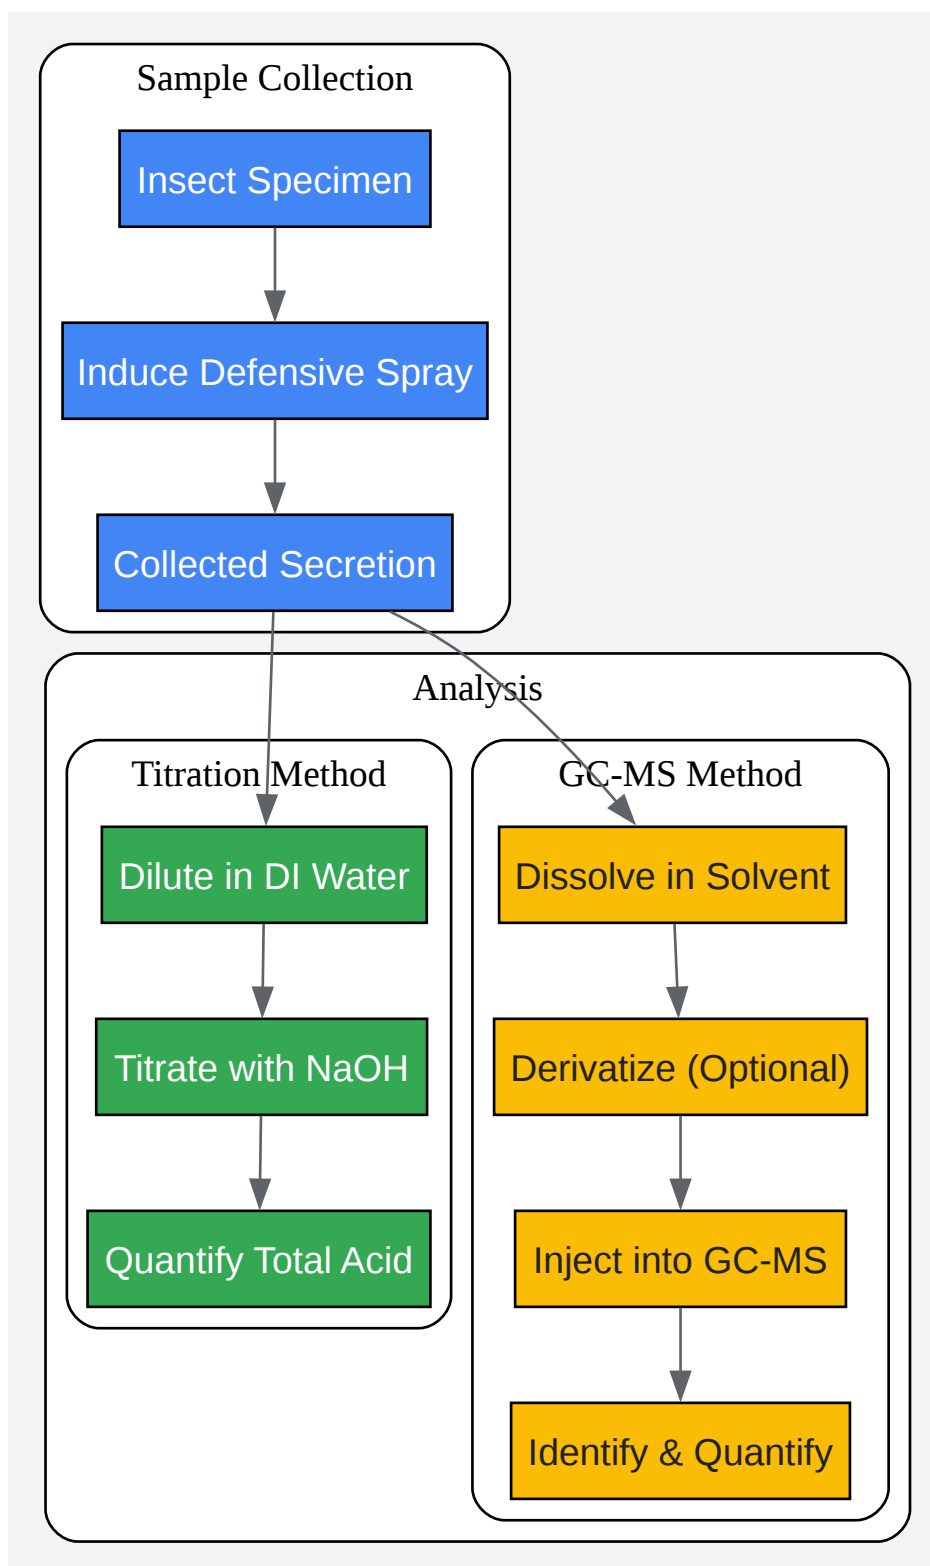 Sample Collection
Insect Specimen
Induce Defensive Spray
Collected Secretion
Analysis
Titration Method
Dilute in DI Water
Titrate with NaOH
Quantify Total Acid
GC-MS Method
Dissolve in Solvent
Derivatize (Optional)
Inject into GC-MS
Identify & Quantify